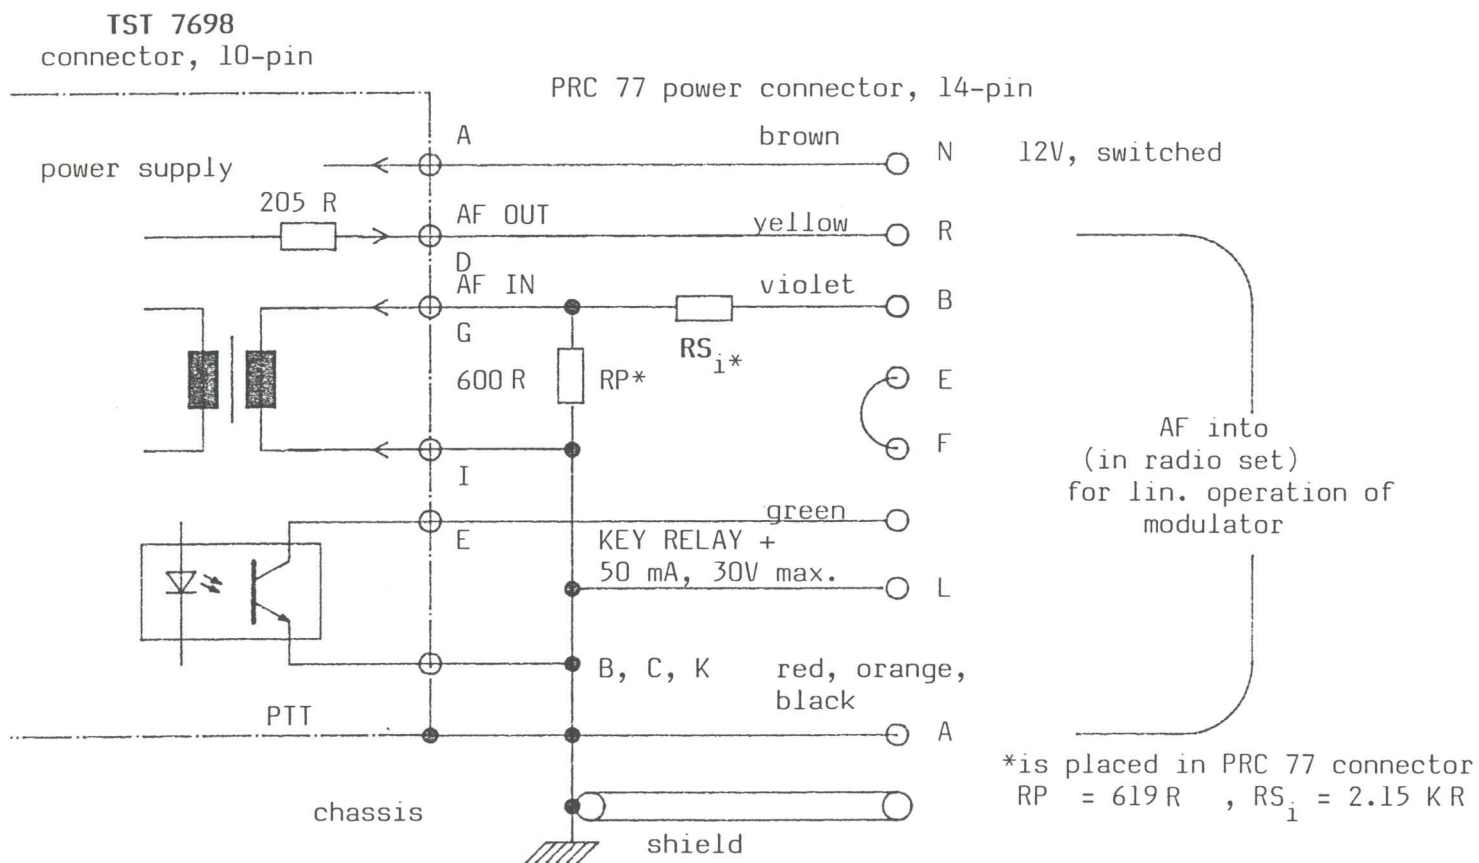 TST 7698
connector, 10-pin
PRC 77 power connector, 14-pin
A
brown
N
12V, switched
power supply
205 R
AF OUT
yellow
R
D
AF IN
violet
B
G
RS i*
600 R
RP*
E
F
AF into
(in radio set)
for lin. operation of
modulator
I
green
E
KEY RELAY +
50 mA, 30V max.
L
B, C, K
red, orange,
black
PTT
A
*is placed in PRC 77 connector
RP = 619 R , RS i = 2.15 K R
chassis
shield